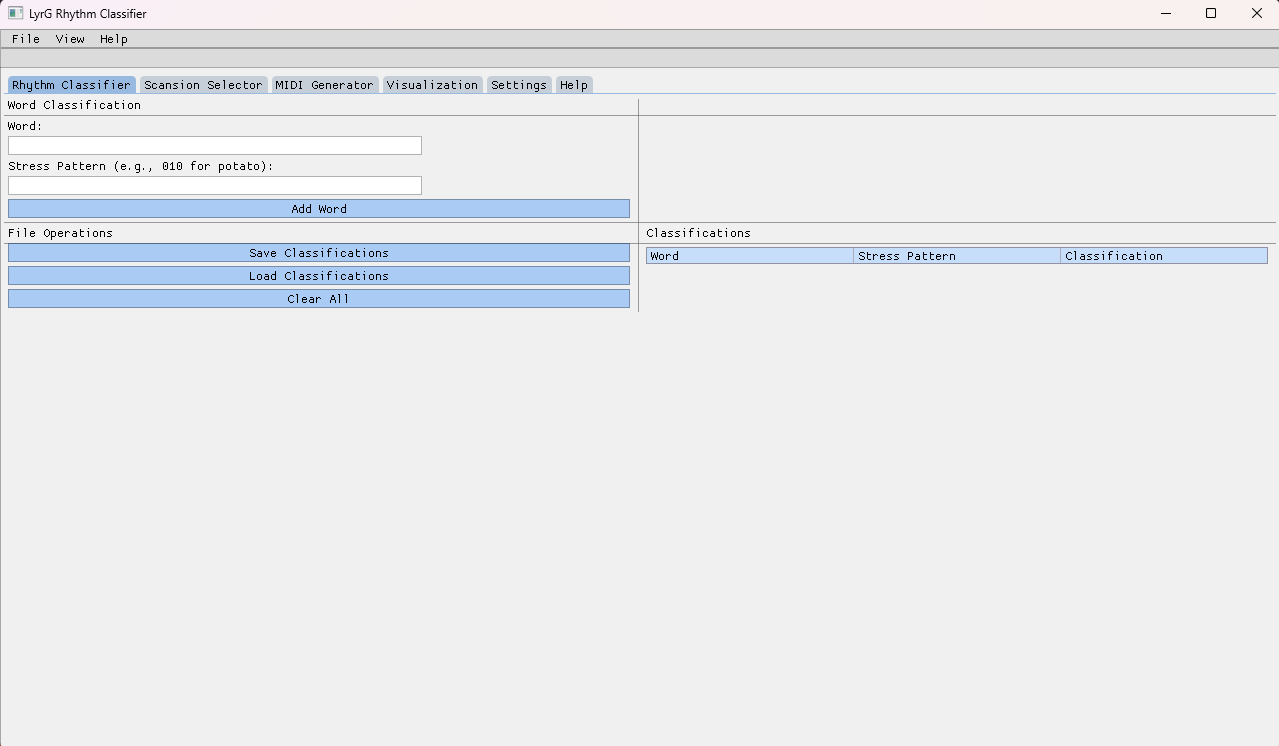 LyrG Rhythm Classifier
File View Help
Rhythm Classifier Scansion Selector MIDI Generator Visualization Settings Help
Word Classification
Word:
Stress Pattern (e.g., 010 for potato):
Add Word
File Operations
Save Classifications
Load Classifications
Clear All
Classifications
Word Stress Pattern Classification